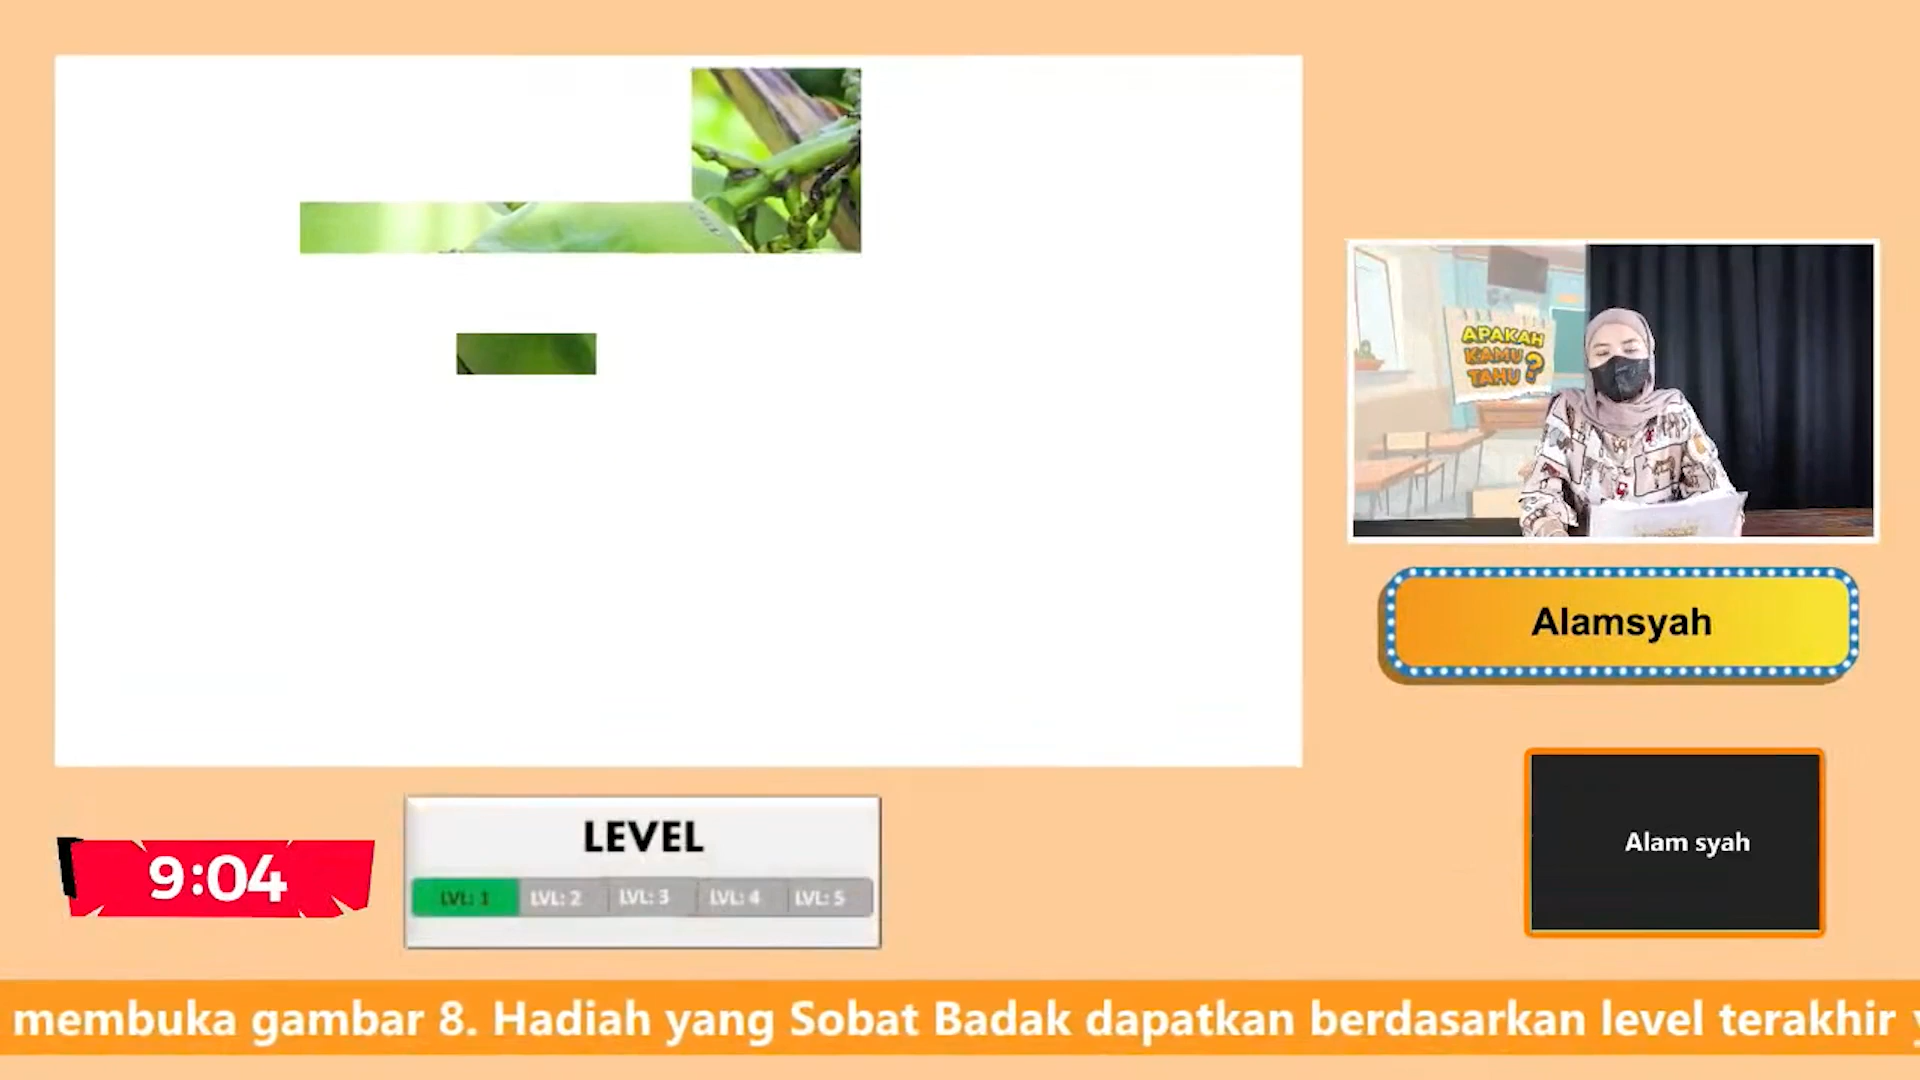 APAKAH
KAMU
TAHU ?
Alamsyah
Alam syah
LEVEL
LVL: 1 LVL: 2 LVL: 3 LVL: 4 LVL: 5
9:04
membuka gambar 8. Hadiah yang Sobat Badak dapatkan berdasarkan level terakhir